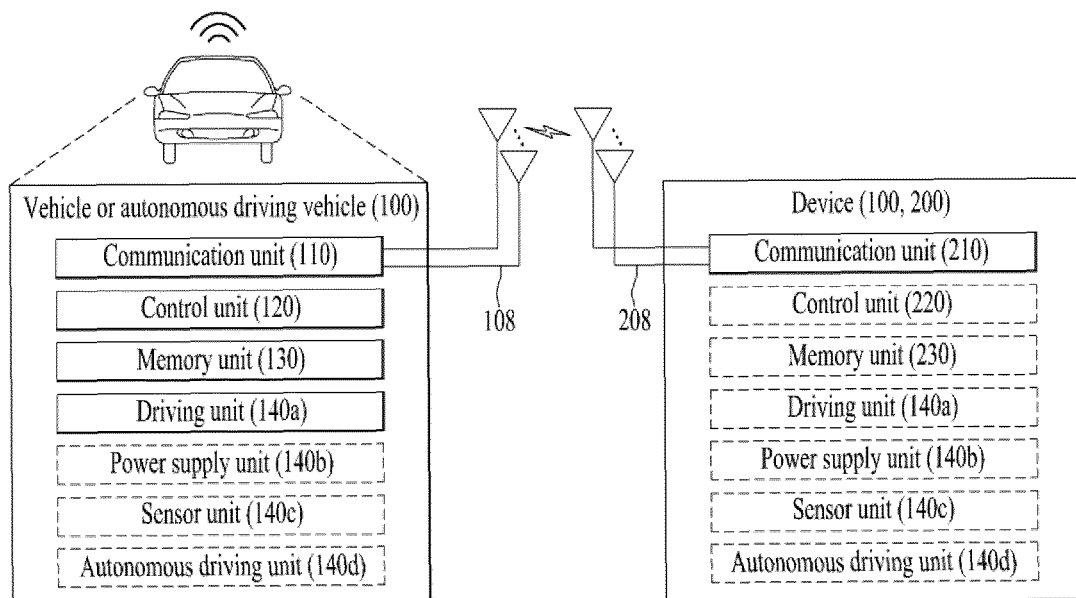 Vehicle or autonomous driving vehicle (100)
Communication unit (110)
Control unit (120)
Memory unit (130)
Driving unit (140a)
Power supply unit (140b)
Sensor unit (140c)
Autonomous driving unit (140d)
108
208
Device (100, 200)
Communication unit (210)
Control unit (220)
Memory unit (230)
Driving unit (140a)
Power supply unit (140b)
Sensor unit (140c)
Autonomous driving unit (140d)